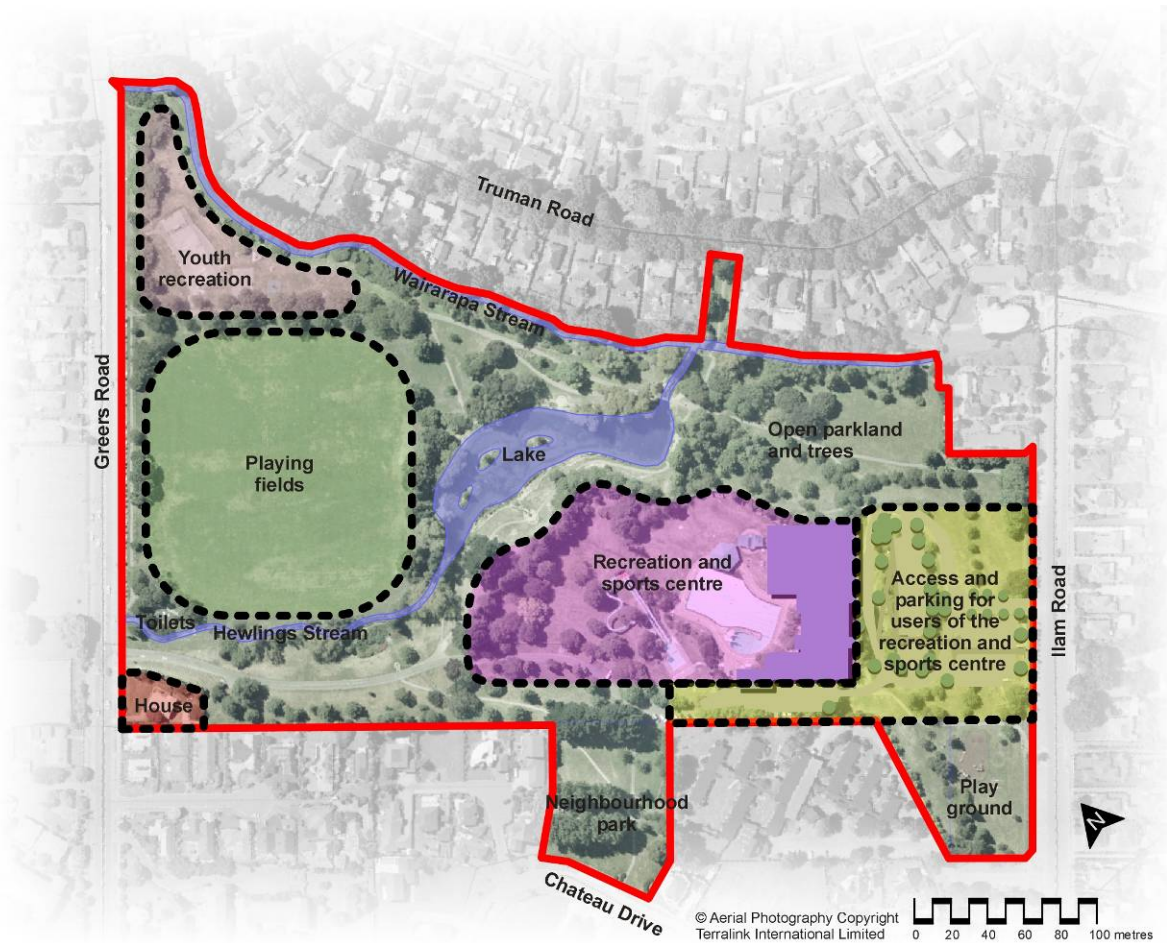 Truman Road
Youth
recreation
Wairarapa Stream
Greers Road
Playing
fields
Lake
Open parkland
and trees
Recreation and
sports centre
Access and
parking for
users of the
recreation and
sports centre
Ilam Road
Toilets
Hewlings Stream
House
Neighbourhood
park
Play
ground
Chateau Drive
N
© Aerial Photography Copyright
Terralink International Limited
0 20 40 60 80 100 metres